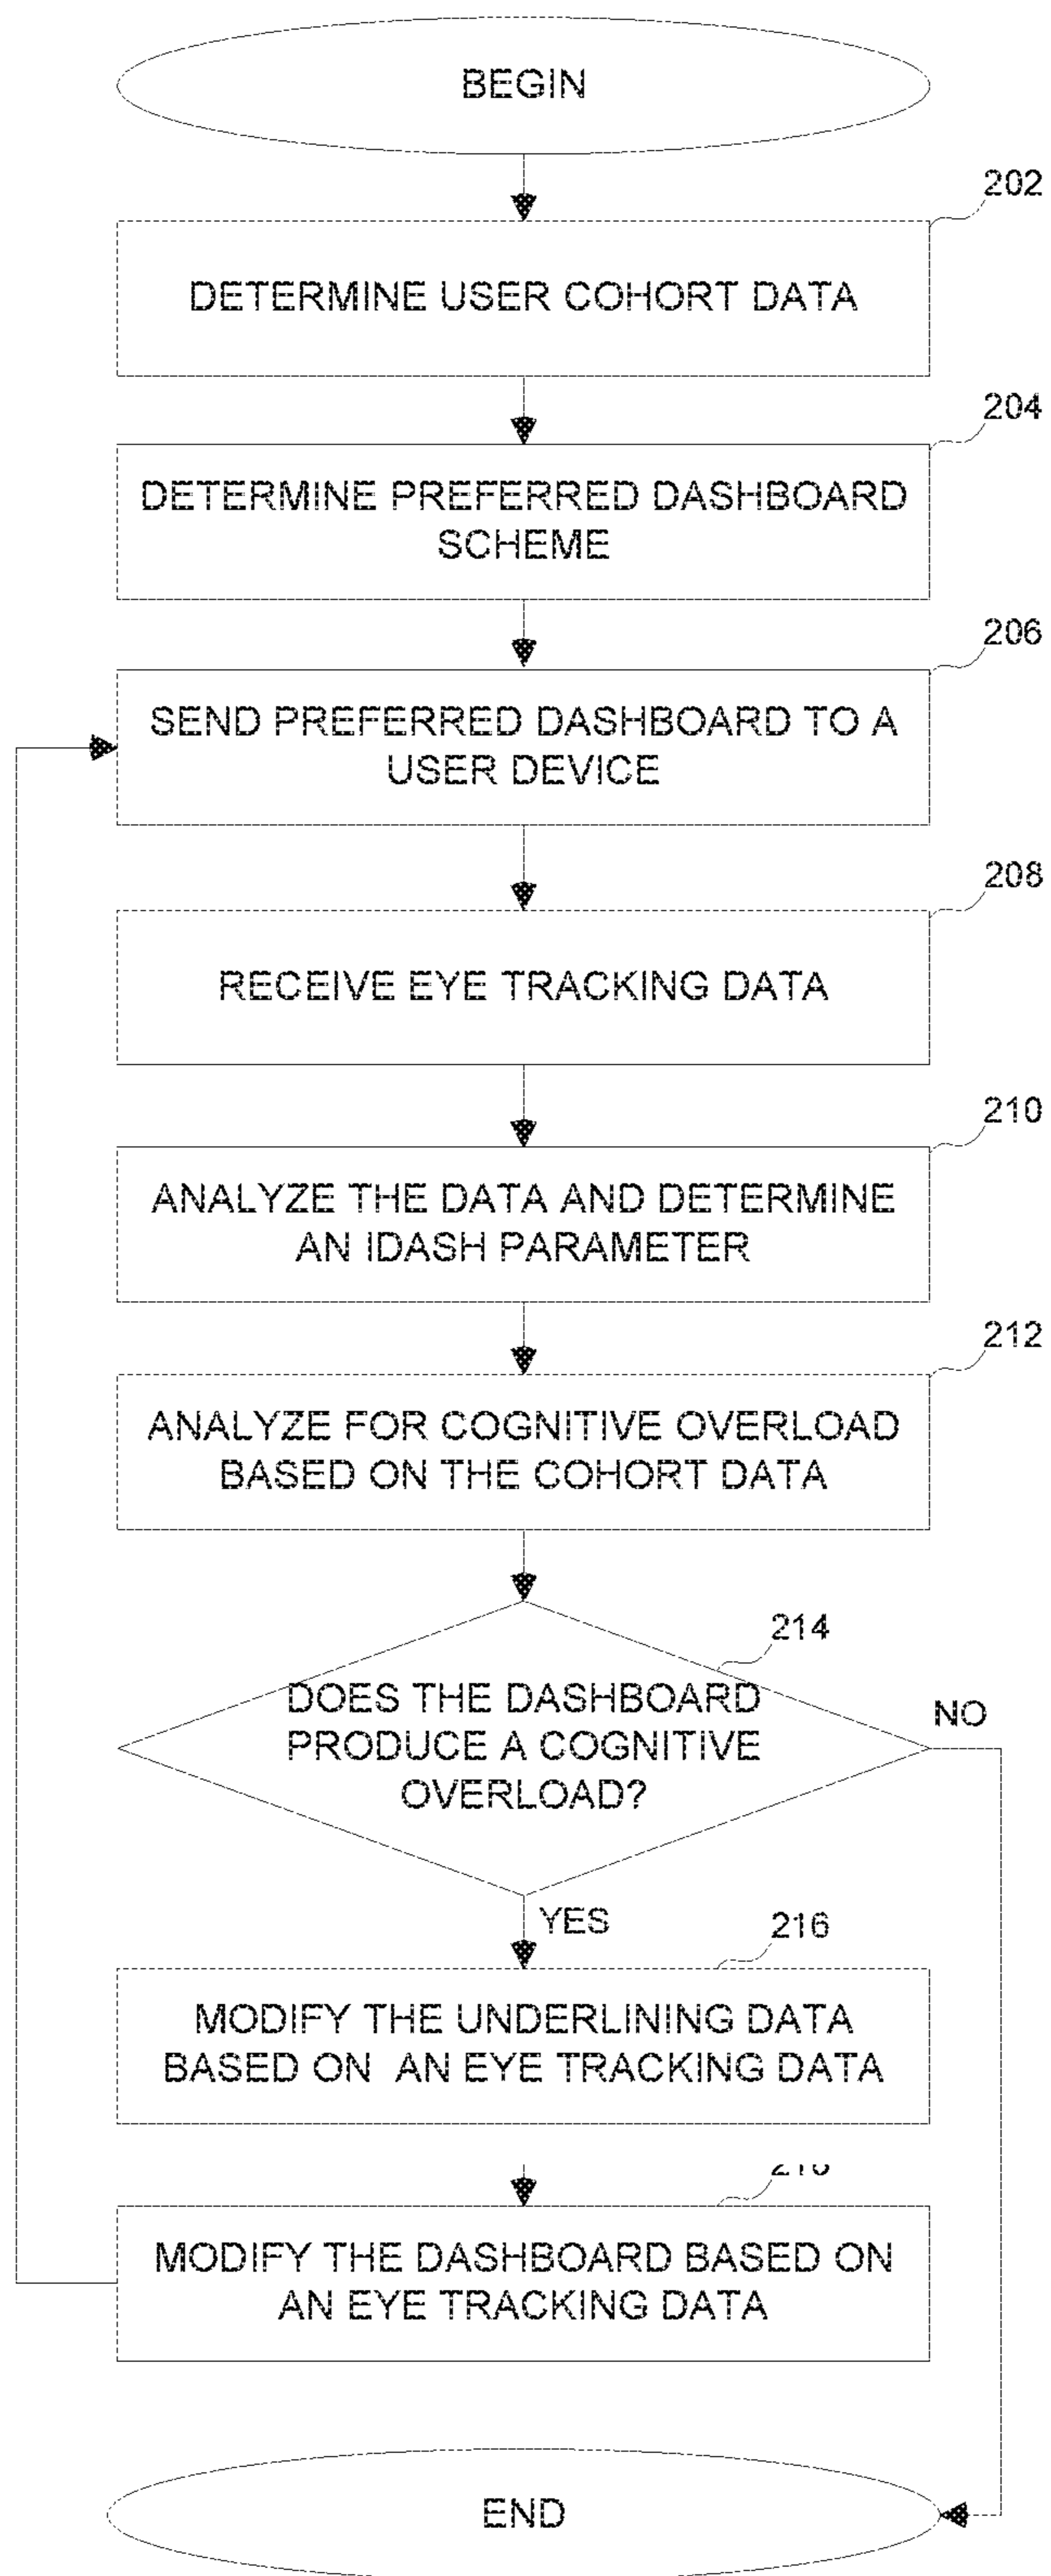 BEGIN
202
DETERMINE USER COHORT DATA
204
DETERMINE PREFERRED DASHBOARD
SCHEME
206
SEND PREFERRED DASHBOARD TO A
USER DEVICE
208
RECEIVE EYE TRACKING DATA
210
ANALYZE THE DATA AND DETERMINE
AN IDASH PARAMETER
212
ANALYZE FOR COGNITIVE OVERLOAD
BASED ON THE COHORT DATA
214
DOES THE DASHBOARD
PRODUCE A COGNITIVE
OVERLOAD?
NO
YES
216
MODIFY THE UNDERLINING DATA
BASED ON AN EYE TRACKING DATA
MODIFY THE DASHBOARD BASED ON
AN EYE TRACKING DATA
END